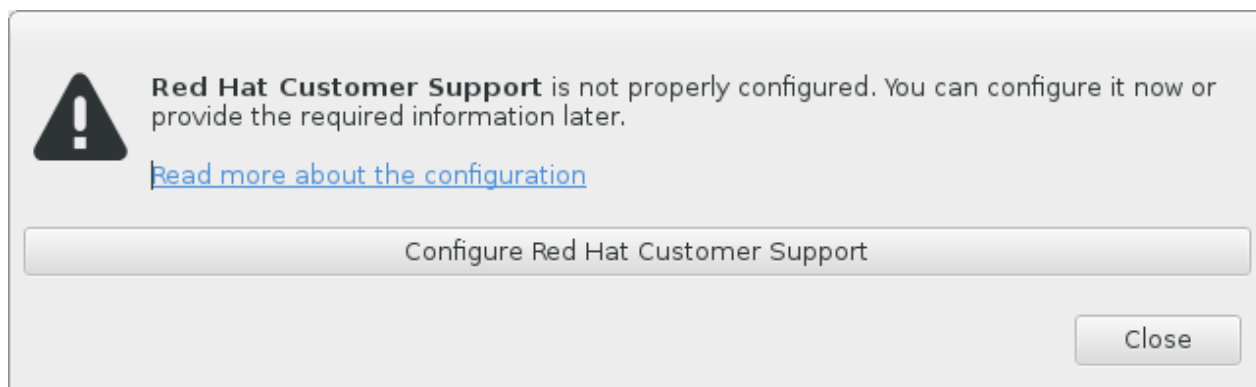 Red Hat Customer Support is not properly configured. You can configure it now or
provide the required information later.
Read more about the configuration
Configure Red Hat Customer Support
Close